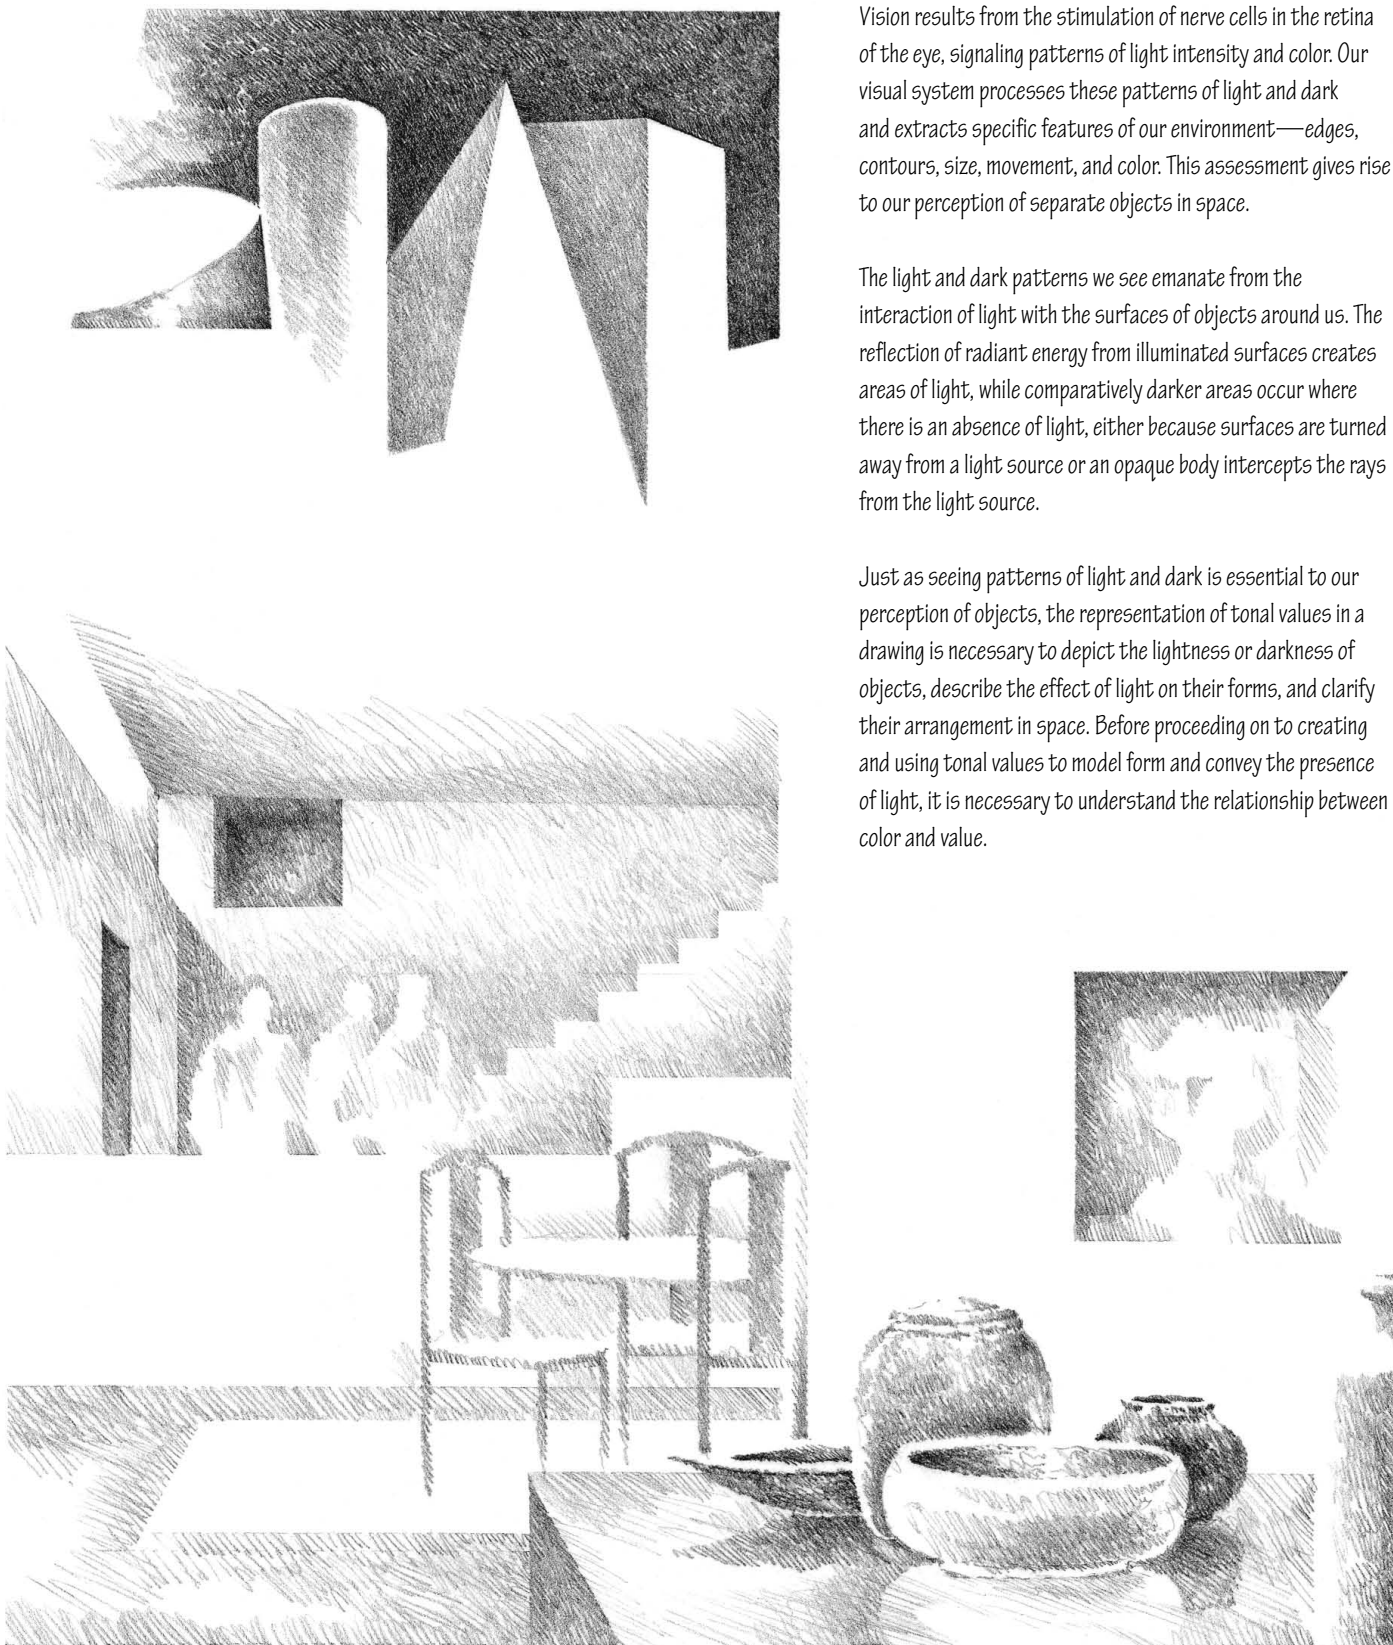 Vision results from the stimulation of nerve cells in the retina
of the eye, signaling patterns of light intensity and color. Our
visual system processes these patterns of light and dark
and extracts specific features of our environment—edges,
contours, size, movement, and color. This assessment gives rise
to our perception of separate objects in space.
The light and dark patterns we see emanate from the
interaction of light with the surfaces of objects around us. The
reflection of radiant energy from illuminated surfaces creates
areas of light, while comparatively darker areas occur where
there is an absence of light, either because surfaces are turned
away from a light source or an opaque body intercepts the rays
from the light source.
Just as seeing patterns of light and dark is essential to our
perception of objects, the representation of tonal values in a
drawing is necessary to depict the lightness or darkness of
objects, describe the effect of light on their forms, and clarify
their arrangement in space. Before proceeding on to creating
and using tonal values to model form and convey the presence
of light, it is necessary to understand the relationship between
color and value.